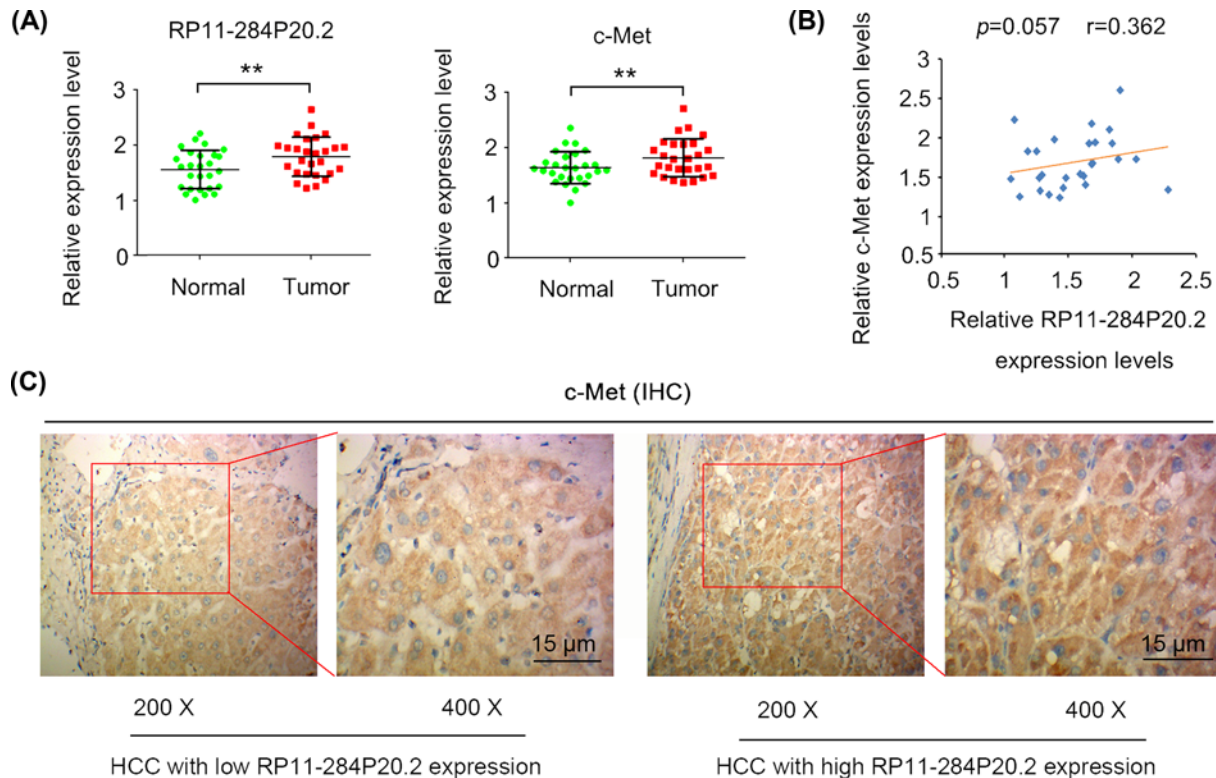 (A)
RP11-284P20.2
Relative expression level
**
3
2
1
0
Normal Tumor
c-Met
Relative expression level
**
3
2
1
0
Normal Tumor
(B)
p=0.057 r=0.362
Relative c-Met expression levels
3
2.5
2
1.5
1
0.5
0.5 1 1.5 2 2.5
Relative RP11-284P20.2
expression levels
(C)
c-Met (IHC)
15 μm
15 μm
200 X 400 X 200 X 400 X
HCC with low RP11-284P20.2 expression
HCC with high RP11-284P20.2 expression